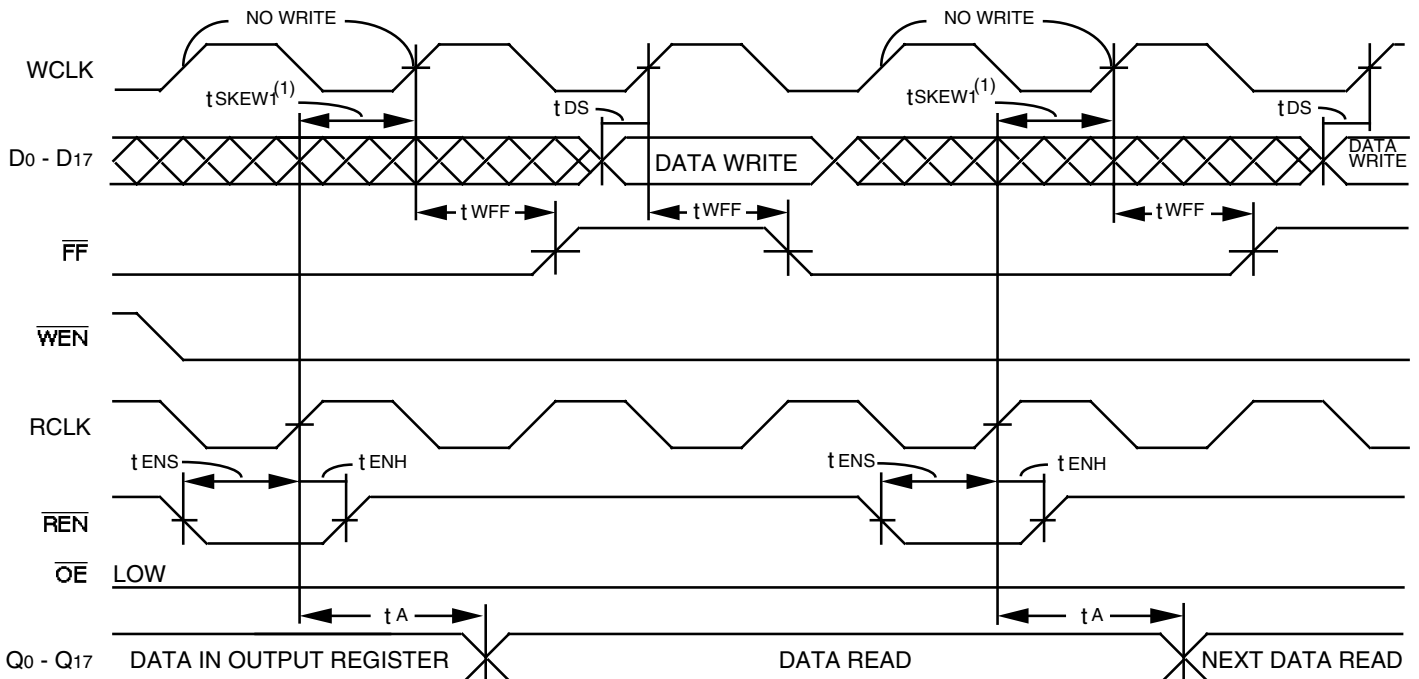 NO WRITE
NO WRITE
WCLK
tSKEW1(1)
tDS
tSKEW1(1)
tDS
D0 - D17
DATA WRITE
DATA WRITE
tWFF
tWFF
tWFF
FF
WEN
RCLK
tENS
tENH
tENS
tENH
REN
OE
LOW
tA
tA
Q0 - Q17
DATA IN OUTPUT REGISTER
DATA READ
NEXT DATA READ